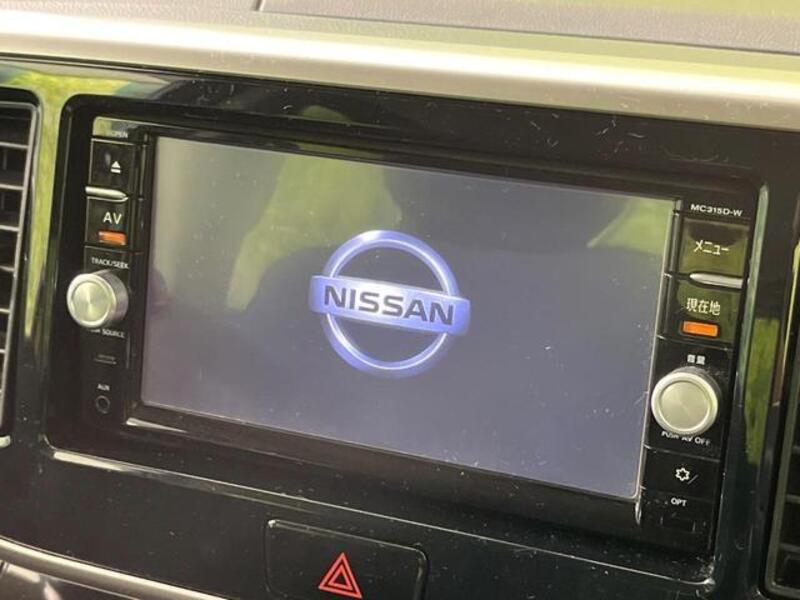 OPEN
AV
TRACK/SEEK
SOURCE
AUX
NISSAN
MC315D-W
メニュー
現在地
音量
PUSH AV OFF
OPT